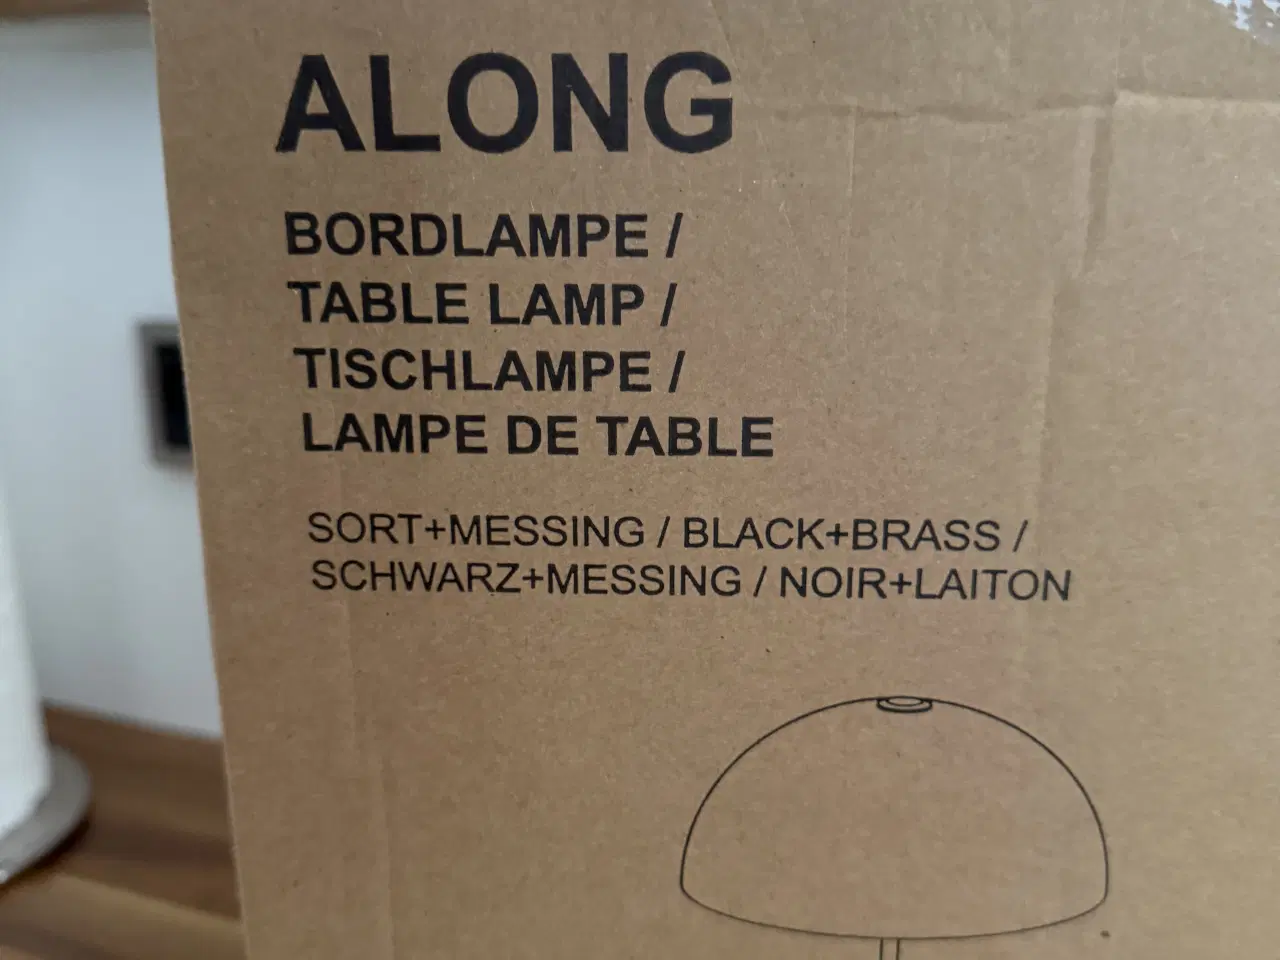 ALONG
BORDLAMPE /
TABLE LAMP /
TISCHLAMPE /
LAMPE DE TABLE
SORT+MESSING / BLACK+BRASS /
SCHWARZ+MESSING / NOIR+LAITON